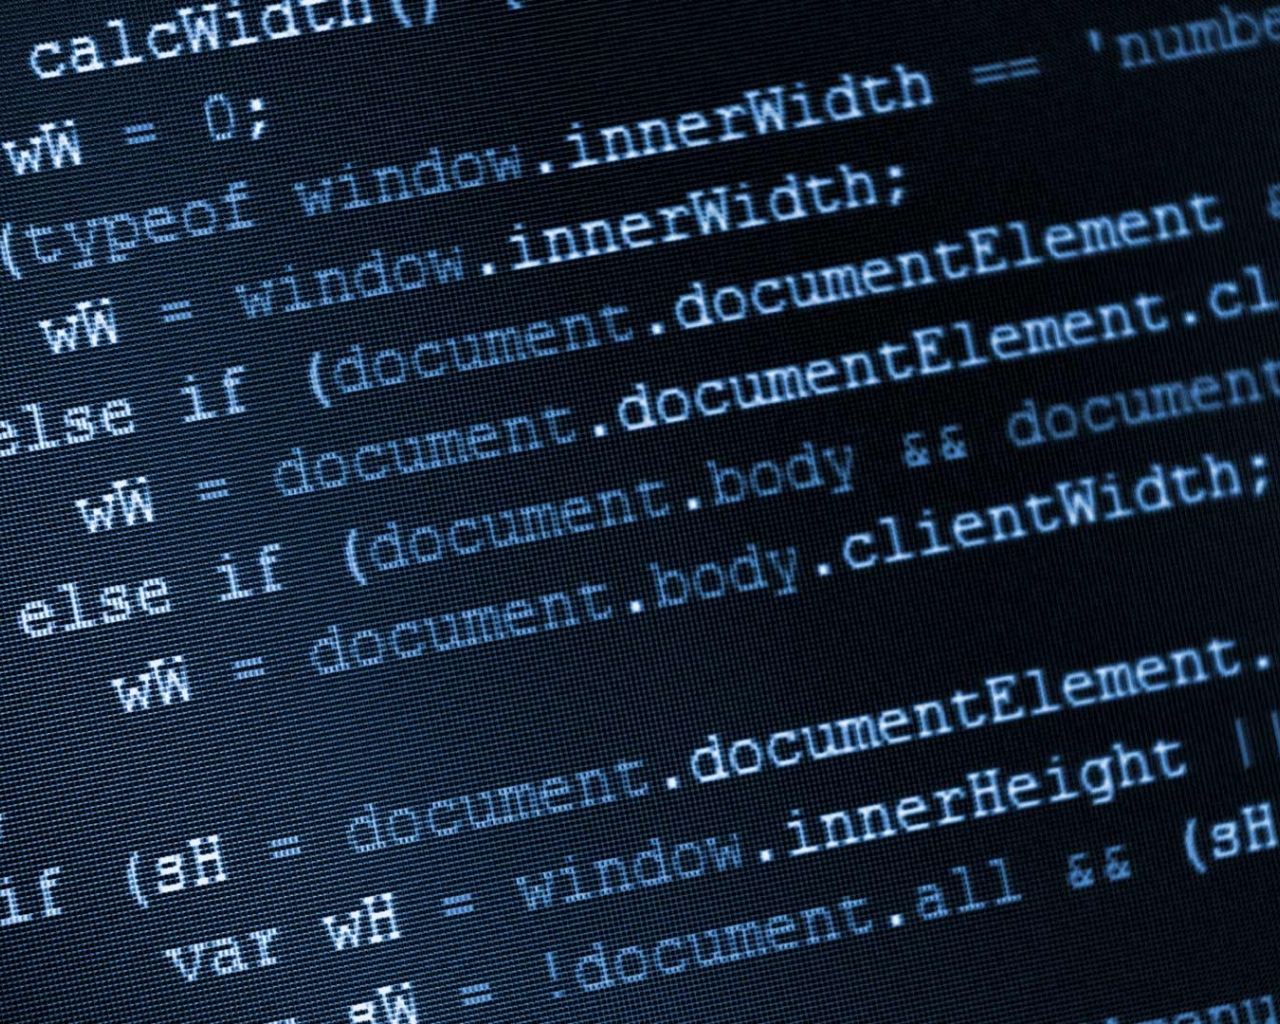 calcWidth() {
wW = 0;
(typeof window.innerWidth == 'numbe
wW = window.innerWidth;
else if (document.documentElement &
wW = document.documentElement.cl
else if (document.body && document
wW = document.body.clientWidth;
if (sH = document.documentElement.
var wH = window.innerHeight ||
sW = !document.all && (sH
menu